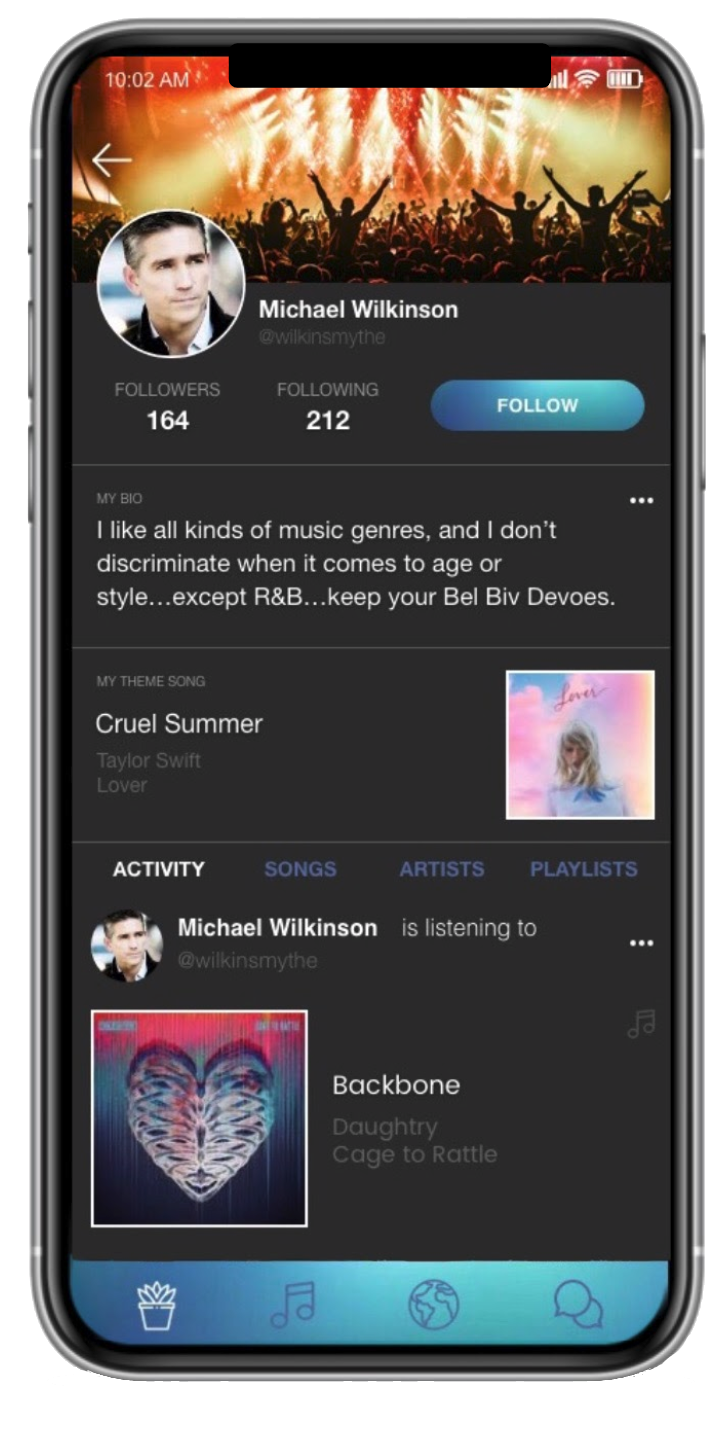 10:02 AM
Michael Wilkinson
@wilkinsmythe
FOLLOWERS FOLLOWING
164 212
FOLLOW
MY BIO
I like all kinds of music genres, and I don’t
discriminate when it comes to age or
style...except R&B...keep your Bel Biv Devoes.
MY THEME SONG
Cruel Summer
Taylor Swift
Lover
Lover
ACTIVITY SONGS ARTISTS PLAYLISTS
Michael Wilkinson is listening to
@wilkinsmythe
CAGE TO RATTLE
Backbone
Daughtry
Cage to Rattle